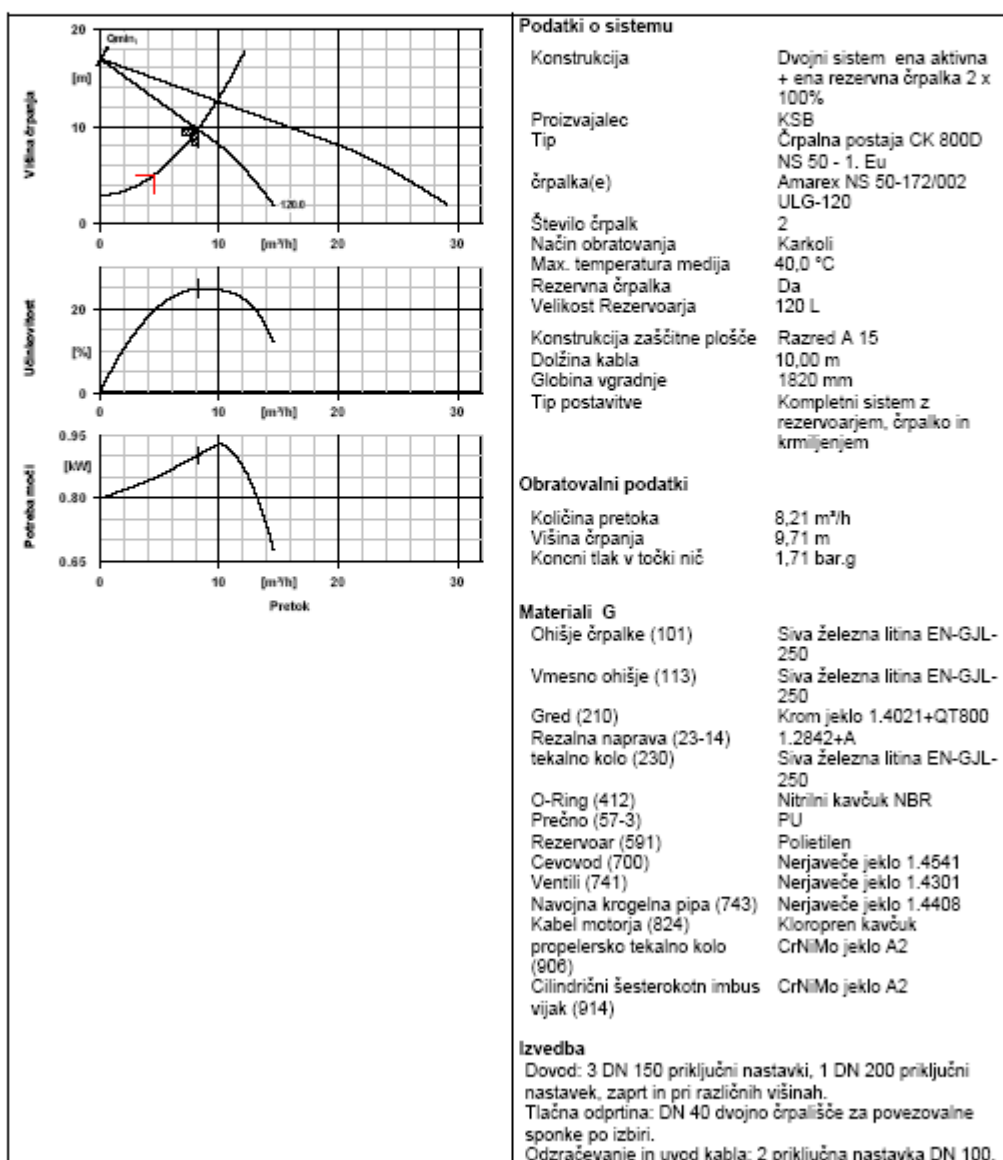 20
Qmin,
[m]
10
0
120.0
0
10
[m³/h]
20
30
Višina črpanja
20
[%]
0
0
10
[m³/h]
20
30
Učinkovitost
0.95
[kW]
0.80
0.65
0
10
[m³/h]
20
30
Potreba moči
Pretok
Podatki o sistemu
Konstrukcija Dvojni sistem ena aktivna
+ ena rezervna črpalka 2 x
100%
Proizvajalec KSB
Tip Črpalna postaja CK 800D
NS 50 - 1. Eu
črpalka(e) Amarex NS 50-172/002
ULG-120
Število črpalk 2
Način obratovanja Karkoli
Max. temperatura medija 40,0 °C
Rezervna črpalka Da
Velikost Rezervoarja 120 L
Konstrukcija zaščitne plošče Razred A 15
Dolžina kabla 10,00 m
Globina vgradnje 1820 mm
Tip postavitve Kompletni sistem z
rezervoarjem, črpalko in
krmiljenjem
Obratovalni podatki
Količina pretoka 8,21 m³/h
Višina črpanja 9,71 m
Koncni tlak v točki nič 1,71 bar.g
Materiali G
Ohišje črpalke (101) Siva železna litina EN-GJL-
250
Vmesno ohišje (113) Siva železna litina EN-GJL-
250
Gred (210) Krom jeklo 1.4021+QT800
Rezalna naprava (23-14) 1.2842+A
tekalno kolo (230) Siva železna litina EN-GJL-
250
O-Ring (412) Nitrilni kavčuk NBR
Prečno (57-3) PU
Rezervoar (591) Polietilen
Cevovod (700) Nerjaveče jeklo 1.4541
Ventili (741) Nerjaveče jeklo 1.4301
Navojna krogelna pipa (743) Nerjaveče jeklo 1.4408
Kabel motorja (824) Kloropren kavčuk
propelersko tekalno kolo CrNiMo jeklo A2
(906)
Cilindrični šesterokotn imbus CrNiMo jeklo A2
vijak (914)
Izvedba
Dovod: 3 DN 150 priključni nastavki, 1 DN 200 priključni
nastavek, zaprt in pri različnih višinah.
Tlačna odprtina: DN 40 dvojno črpališče za povezovalne
sponke po izbiri.
Odzračevanje in uvod kabla: 2 priključna nastavka DN 100,